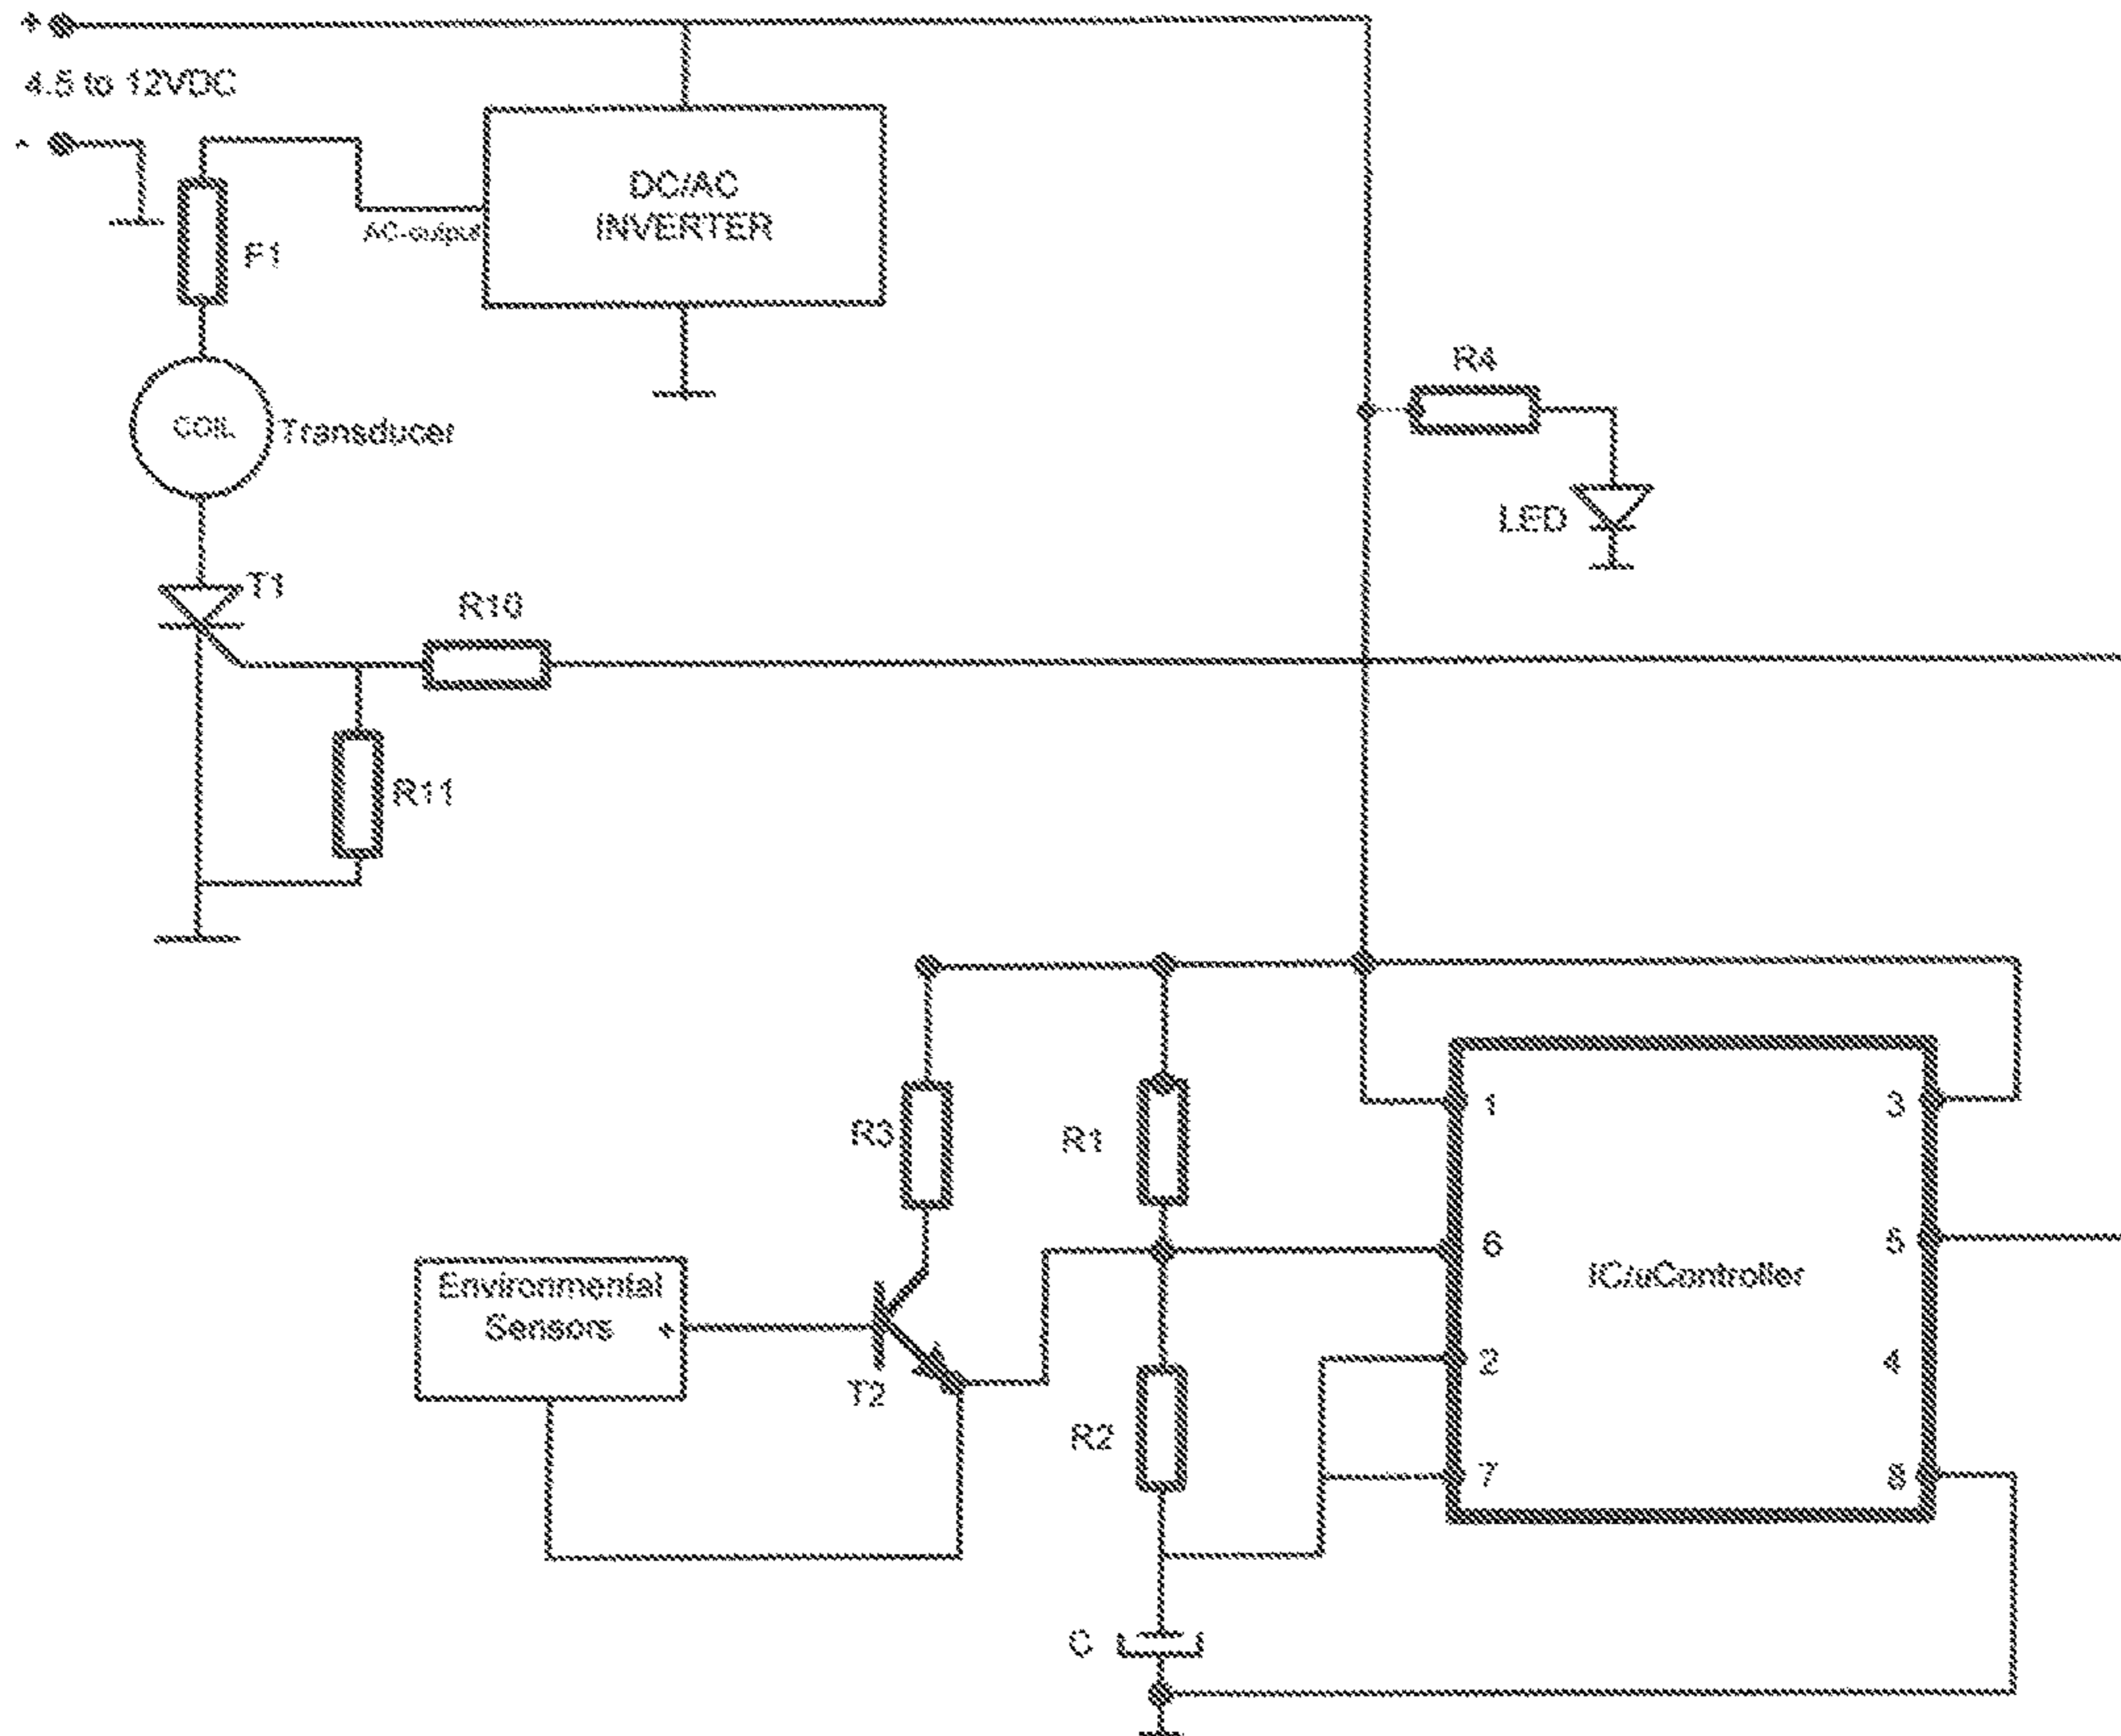 +
4.5 to 12VDC
-
DC/AC
INVERTER
AC-output
F1
COIL
Transducer
R4
LED
T1
R10
R11
R3
R1
1
3
6
5
Environmental
Sensors
+
IC/uController
T2
2
4
R2
7
8
C